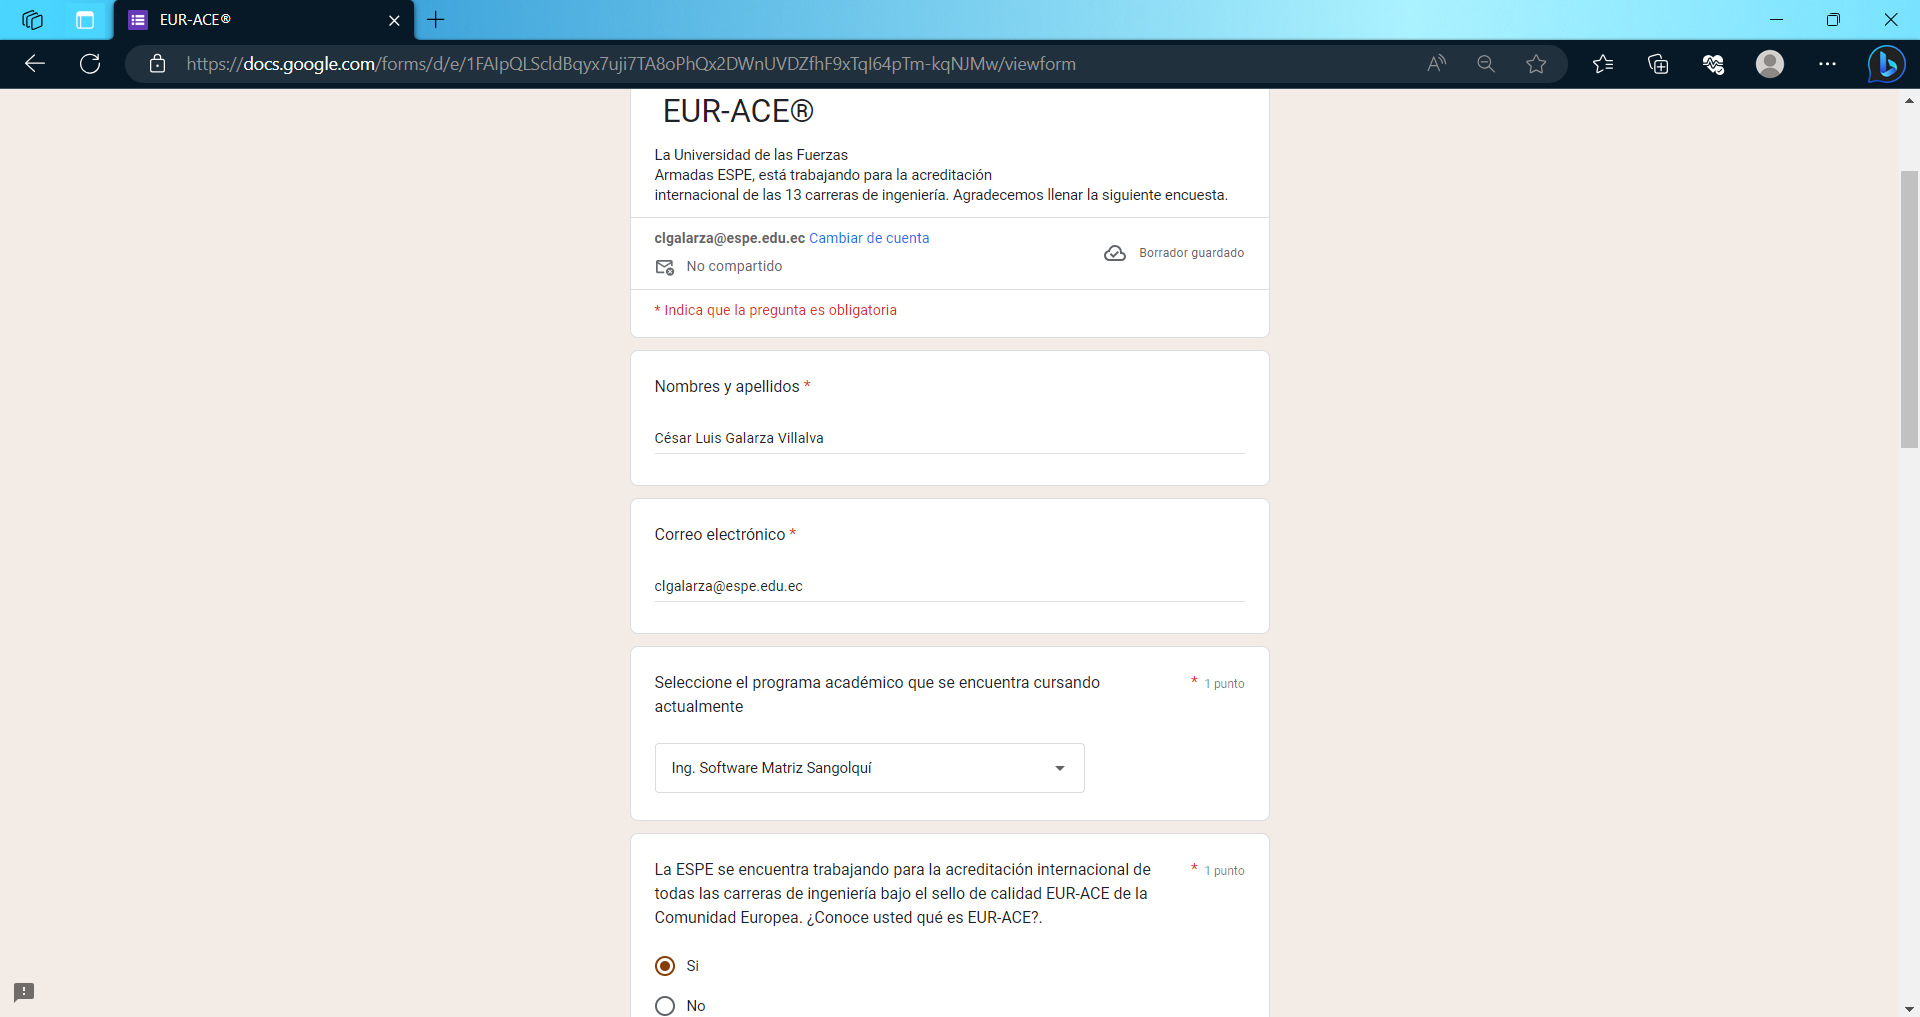 EUR-ACE®
https://docs.google.com/forms/d/e/1FAIpQLScldBqyx7uji7TA8oPhQx2DWnUVDZfhF9xTqI64pTm-kqNJMw/viewform
EUR-ACE®
La Universidad de las Fuerzas
Armadas ESPE, está trabajando para la acreditación
internacional de las 13 carreras de ingeniería. Agradecemos llenar la siguiente encuesta.
clgalarza@espe.edu.ec Cambiar de cuenta
Borrador guardado
No compartido
* Indica que la pregunta es obligatoria
Nombres y apellidos *
César Luis Galarza Villalva
Correo electrónico *
clgalarza@espe.edu.ec
Seleccione el programa académico que se encuentra cursando * 1 punto
actualmente
Ing. Software Matriz Sangolquí
La ESPE se encuentra trabajando para la acreditación internacional de * 1 punto
todas las carreras de ingeniería bajo el sello de calidad EUR-ACE de la
Comunidad Europea. ¿Conoce usted qué es EUR-ACE?.
Si
No